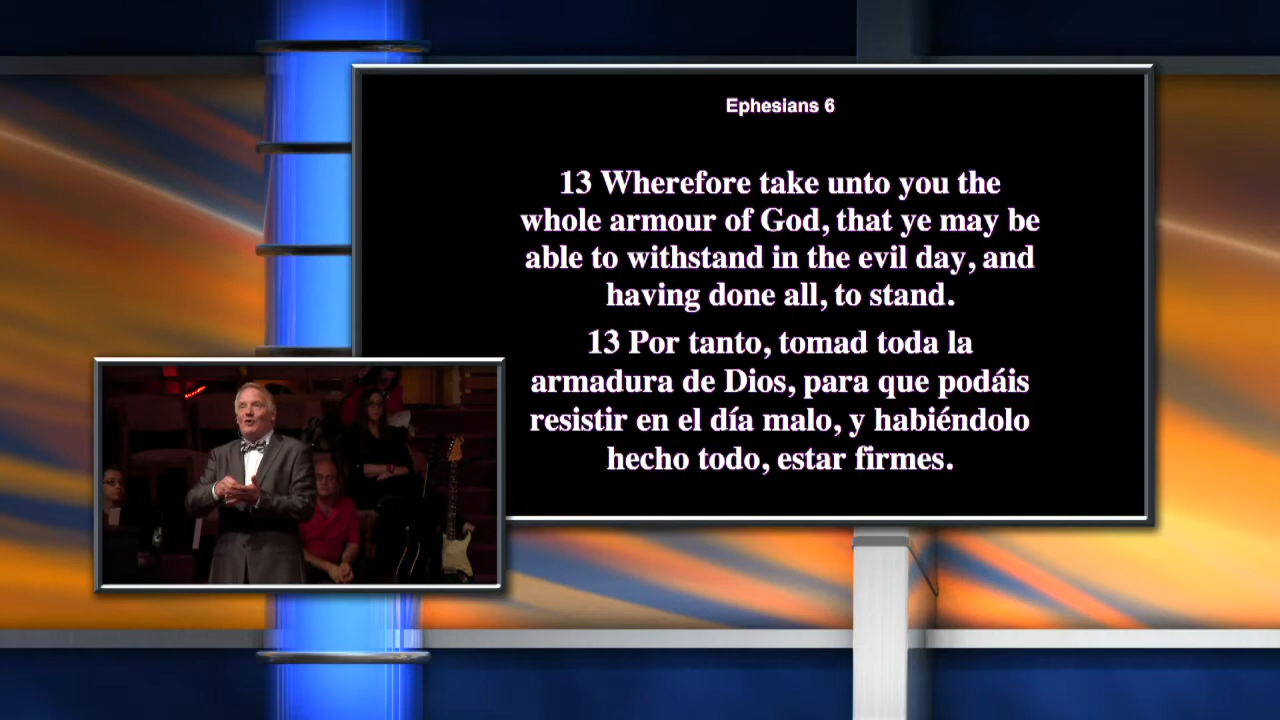 Ephesians 6
13 Wherefore take unto you the
whole armour of God, that ye may be
able to withstand in the evil day, and
having done all, to stand.
13 Por tanto, tomad toda la
armadura de Dios, para que podáis
resistir en el día malo, y habiéndolo
hecho todo, estar firmes.